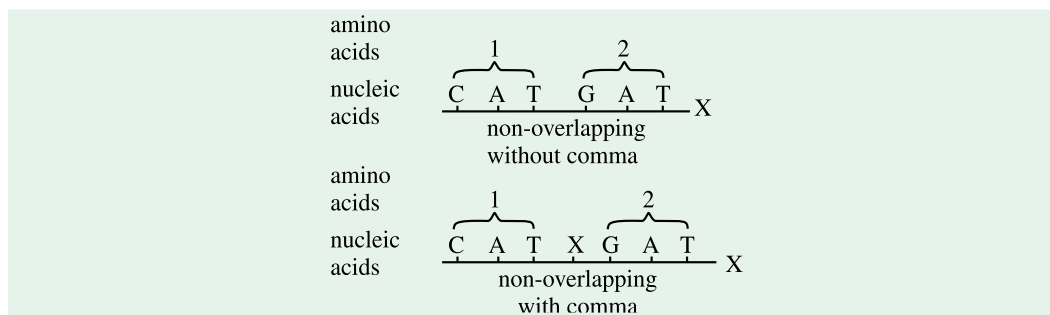 amino
acids
1 2
nucleic
acids
C A T G A T X
non-overlapping
without comma
amino
acids
1 2
nucleic
acids
C A T X G A T X
non-overlapping
with comma